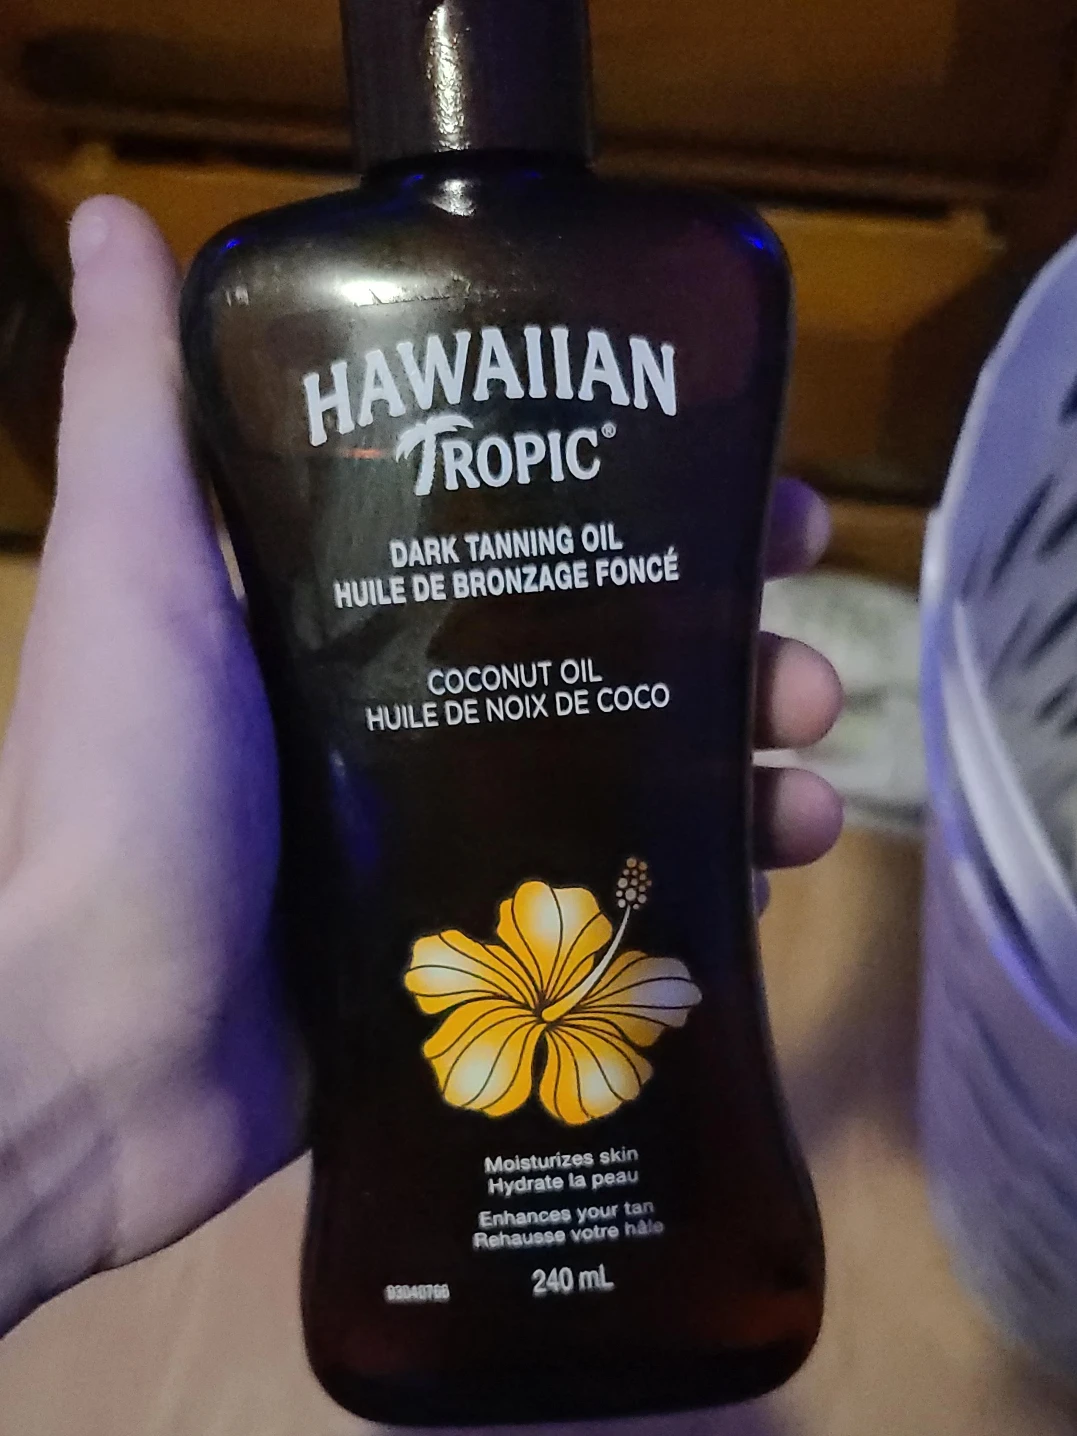 HAWAIIAN
TROPIC®
DARK TANNING OIL
HUILE DE BRONZAGE FONCÉ
COCONUT OIL
HUILE DE NOIX DE COCO
Moisturizes skin
Hydrate la peau
Enhances your tan
Rehausse votre hâle
93040766
240 mL